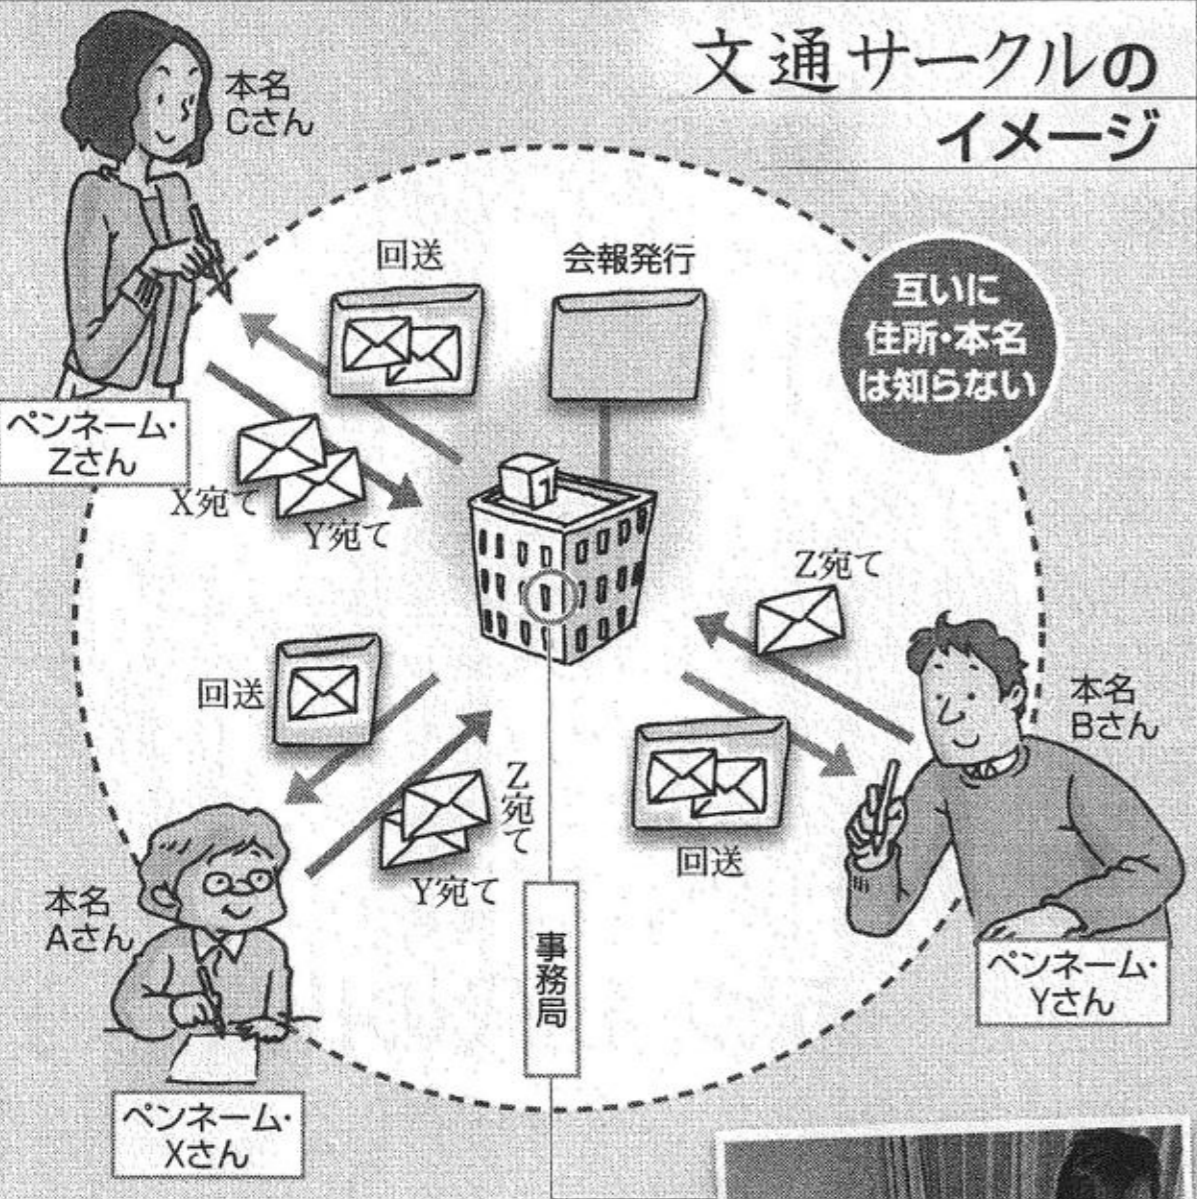 文通サークルの
イメージ
本名
Cさん
回送
会報発行
互いに
住所・本名
は知らない
ペンネーム・
Zさん
X宛て
Y宛て
Z宛て
回送
本名
Bさん
Z宛て
Y宛て
回送
本名
Aさん
事務局
ペンネーム・
Yさん
ペンネーム・
Xさん